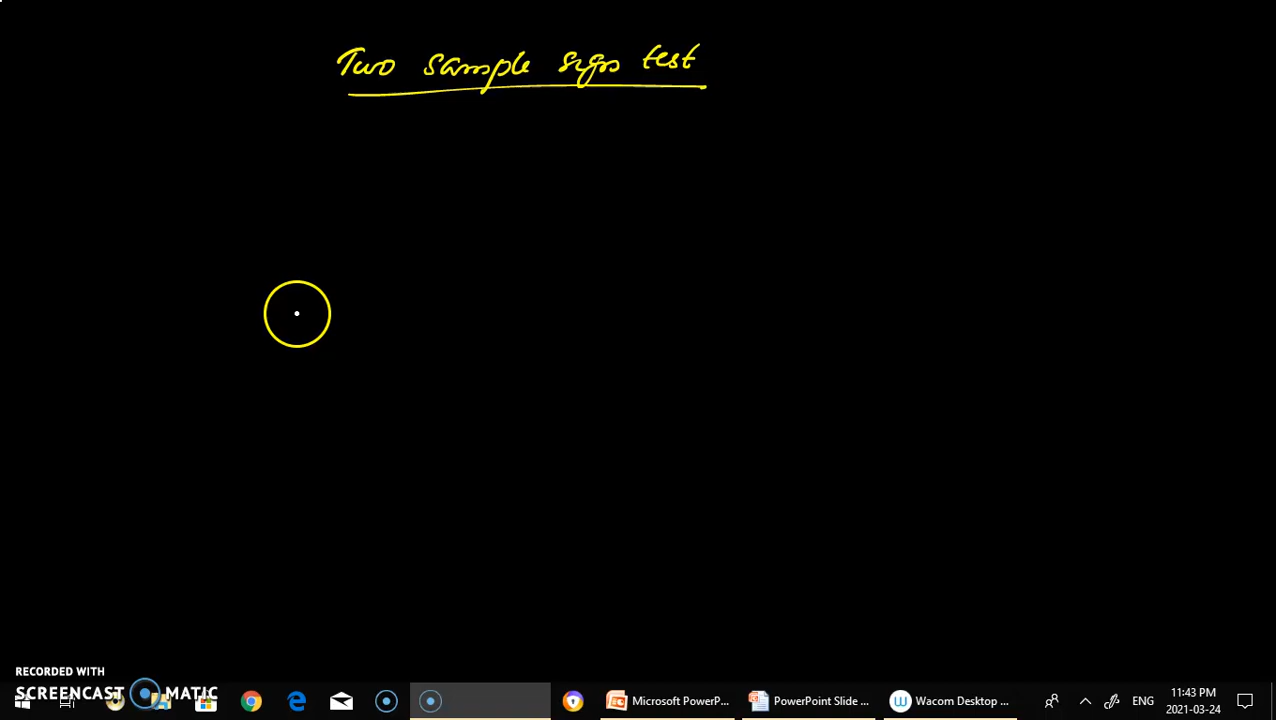 Two sample sign test
RECORDED WITH
SCREENCAST MATIC
Microsoft PowerP...
PowerPoint Slide ...
Wacom Desktop ...
ENG
11:43 PM
2021-03-24